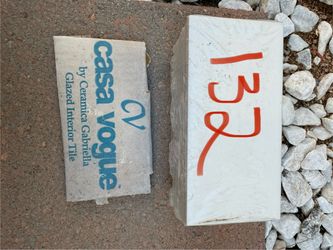 CV
casa vogue
by Ceramica Gabriella
Glazed Interior Tile
132